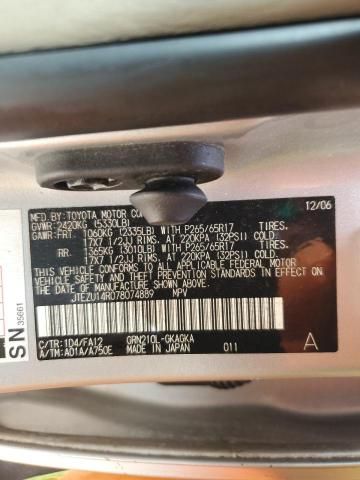 MFD.BY:TOYOTA MOTOR CO 12/06
GVWR:2420KG (5330LB)
GAWR:FRT. 1060KG (2335LB) WITH P265/65R17 TIRES,
17X7 1/2JJ RIMS, AT 220KPA (32PSI) COLD.
RR. 1365KG (3010LB) WITH P265/65R17 TIRES,
17X7 1/2JJ RIMS, AT 220KPA (32PSI) COLD.
THIS VEHICLE CONFORMS TO ALL APPLICABLE FEDERAL MOTOR
VEHICLE SAFETY AND THEFT PREVENTION STANDARDS IN EFFECT
ON THE DATE OF MANUFACTURE SHOWN ABOVE.
JTEZU14R078074889 MPV
C/TR:1D4/FA12 GRN210L-GKAGKA A
A/TM:A01A/A750E MADE IN JAPAN 011
SN 35661